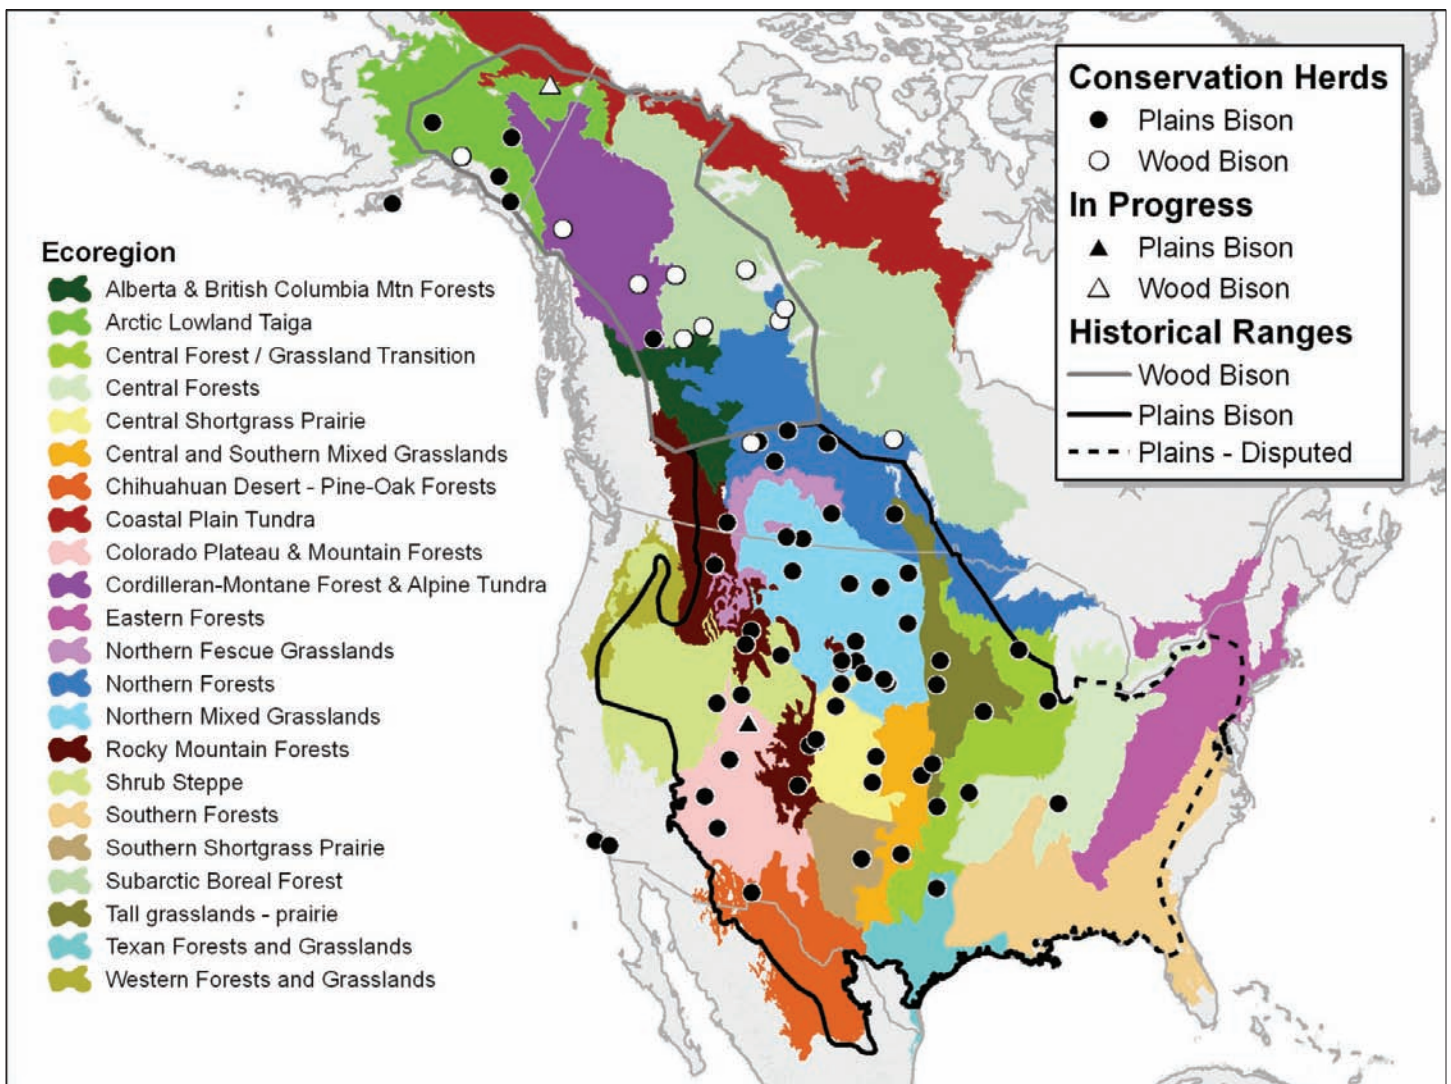 Conservation Herds
Plains Bison
Wood Bison
In Progress
Plains Bison
Wood Bison
Historical Ranges
Wood Bison
Plains Bison
Plains - Disputed
Ecoregion
Alberta & British Columbia Mtn Forests
Arctic Lowland Taiga
Central Forest / Grassland Transition
Central Forests
Central Shortgrass Prairie
Central and Southern Mixed Grasslands
Chihuahuan Desert - Pine-Oak Forests
Coastal Plain Tundra
Colorado Plateau & Mountain Forests
Cordilleran-Montane Forest & Alpine Tundra
Eastern Forests
Northern Fescue Grasslands
Northern Forests
Northern Mixed Grasslands
Rocky Mountain Forests
Shrub Steppe
Southern Forests
Southern Shortgrass Prairie
Subarctic Boreal Forest
Tall grasslands - prairie
Texan Forests and Grasslands
Western Forests and Grasslands